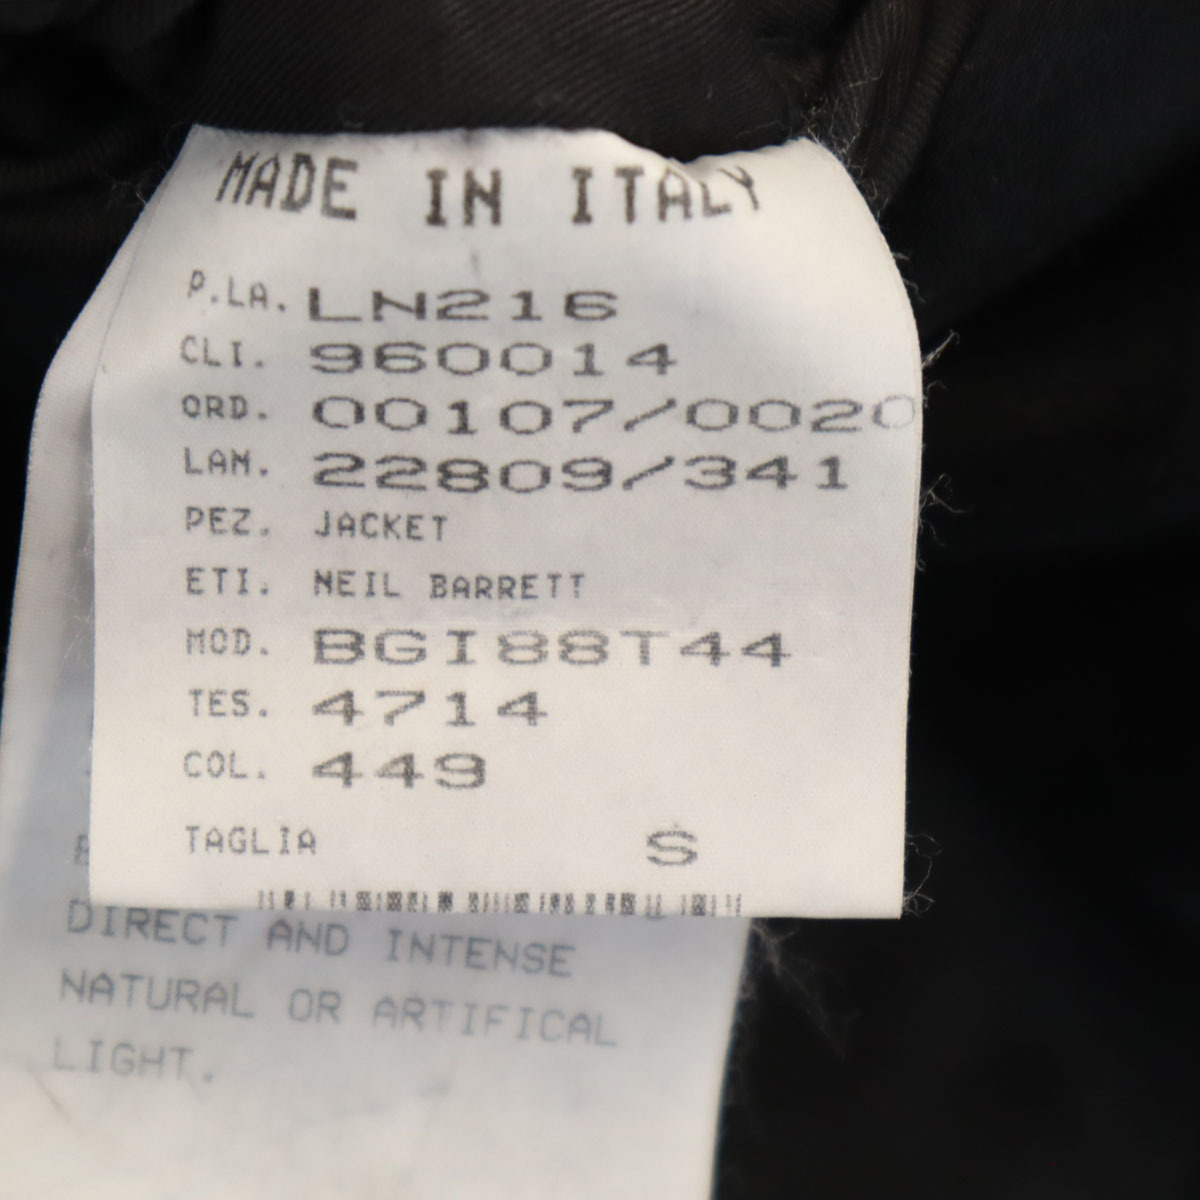 MADE IN ITALY
P.LA. LN216
CLI. 960014
ORD. 00107/0020
LAN. 22809/341
PEZ. JACKET
ETI. NEIL BARRETT
MOD. BGI88T44
TES. 4714
COL. 449
TAGLIA S
DIRECT AND INTENSE
NATURAL OR ARTIFICAL
LIGHT.